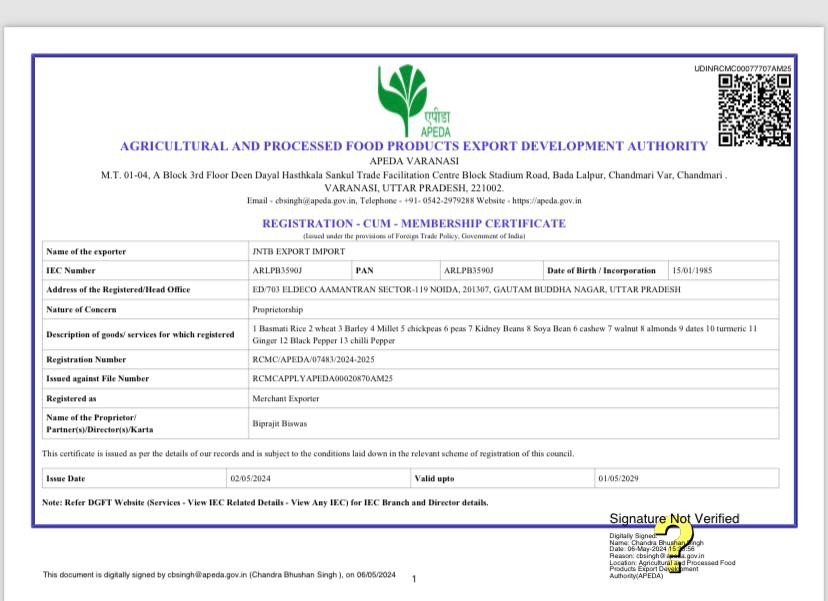 UDINRCMC00077707AM25
एपीडा
APEDA
AGRICULTURAL AND PROCESSED FOOD PRODUCTS EXPORT DEVELOPMENT AUTHORITY
APEDA VARANASI
M.T. 01-04, A Block 3rd Floor Deen Dayal Hasthkala Sankul Trade Facilitation Centre Block Stadium Road, Bada Lalpur, Chandmari Var, Chandmari .
VARANASI, UTTAR PRADESH, 221002.
Email - cbsingh@apeda.gov.in, Telephone - +91- 0542-2979288 Website - https://apeda.gov.in
REGISTRATION - CUM - MEMBERSHIP CERTIFICATE
(Issued under the provisions of Foreign Trade Policy, Government of India)
Name of the exporter JNTB EXPORT IMPORT
IEC Number ARLPB3590J PAN ARLPB3590J Date of Birth / Incorporation 15/01/1985
Address of the Registered/Head Office ED/703 ELDECO AAMANTRAN SECTOR-119 NOIDA, 201307, GAUTAM BUDDHA NAGAR, UTTAR PRADESH
Nature of Concern Proprietorship
Description of goods/ services for which registered 1 Basmati Rice 2 wheat 3 Barley 4 Millet 5 chickpeas 6 peas 7 Kidney Beans 8 Soya Bean 6 cashew 7 walnut 8 almonds 9 dates 10 turmeric 11
Ginger 12 Black Pepper 13 chilli Pepper
Registration Number RCMC/APEDA/07483/2024-2025
Issued against File Number RCMCAPPLYAPEDA00020870AM25
Registered as Merchant Exporter
Name of the Proprietor/
Partner(s)/Director(s)/Karta Biprajit Biswas
This certificate is issued as per the details of our records and is subject to the conditions laid down in the relevant scheme of registration of this council.
Issue Date 02/05/2024 Valid upto 01/05/2029
Note: Refer DGFT Website (Services - View IEC Related Details - View Any IEC) for IEC Branch and Director details.
Signature Not Verified
Digitally Signed.
Name: Chandra Bhushan Singh
Date: 06-May-2024
Reason: cbsingh@apeda.gov.in
Location: Agricultural and Processed Food
Products Export Development
Authority(APEDA)
This document is digitally signed by cbsingh@apeda.gov.in (Chandra Bhushan Singh ), on 06/05/2024
1